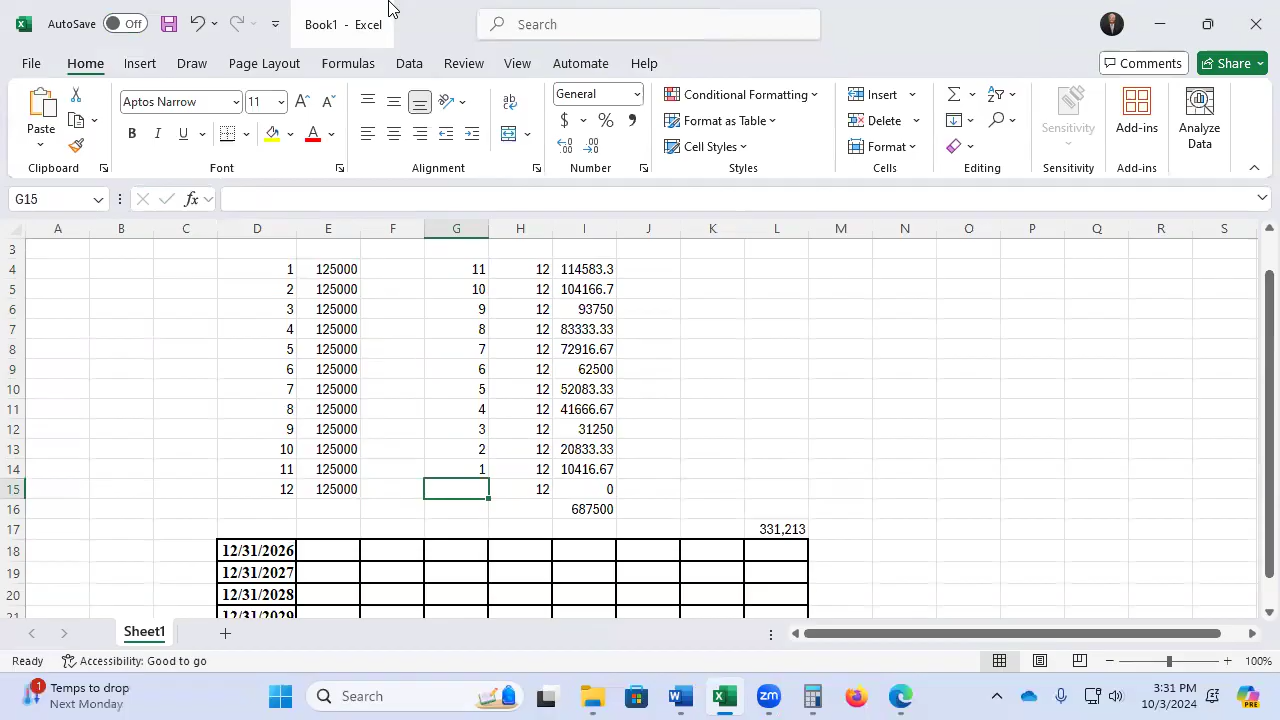 AutoSave Off Book1 - Excel Search
File Home Insert Draw Page Layout Formulas Data Review View Automate Help Comments Share
Paste Aptos Narrow 11 A A ab General Conditional Formatting Insert Sensitivity Add-ins Analyze Data
B I U A $ % , Format as Table Delete
Cell Styles Format
Clipboard Font Alignment Number Styles Cells Editing Sensitivity Add-ins
G15 fx
A B C D E F G H I J K L M N O P Q R S
3
4 1 125000 11 12 114583.3
5 2 125000 10 12 104166.7
6 3 125000 9 12 93750
7 4 125000 8 12 83333.33
8 5 125000 7 12 72916.67
9 6 125000 6 12 62500
10 7 125000 5 12 52083.33
11 8 125000 4 12 41666.67
12 9 125000 3 12 31250
13 10 125000 2 12 20833.33
14 11 125000 1 12 10416.67
15 12 125000 12 0
16 687500
17 331,213
18 12/31/2026
19 12/31/2027
20 12/31/2028
21 12/31/2029
Sheet1
Ready Accessibility: Good to go 100%
1 Temps to drop Next Monday Search zm 3:31 PM 10/3/2024 PRE